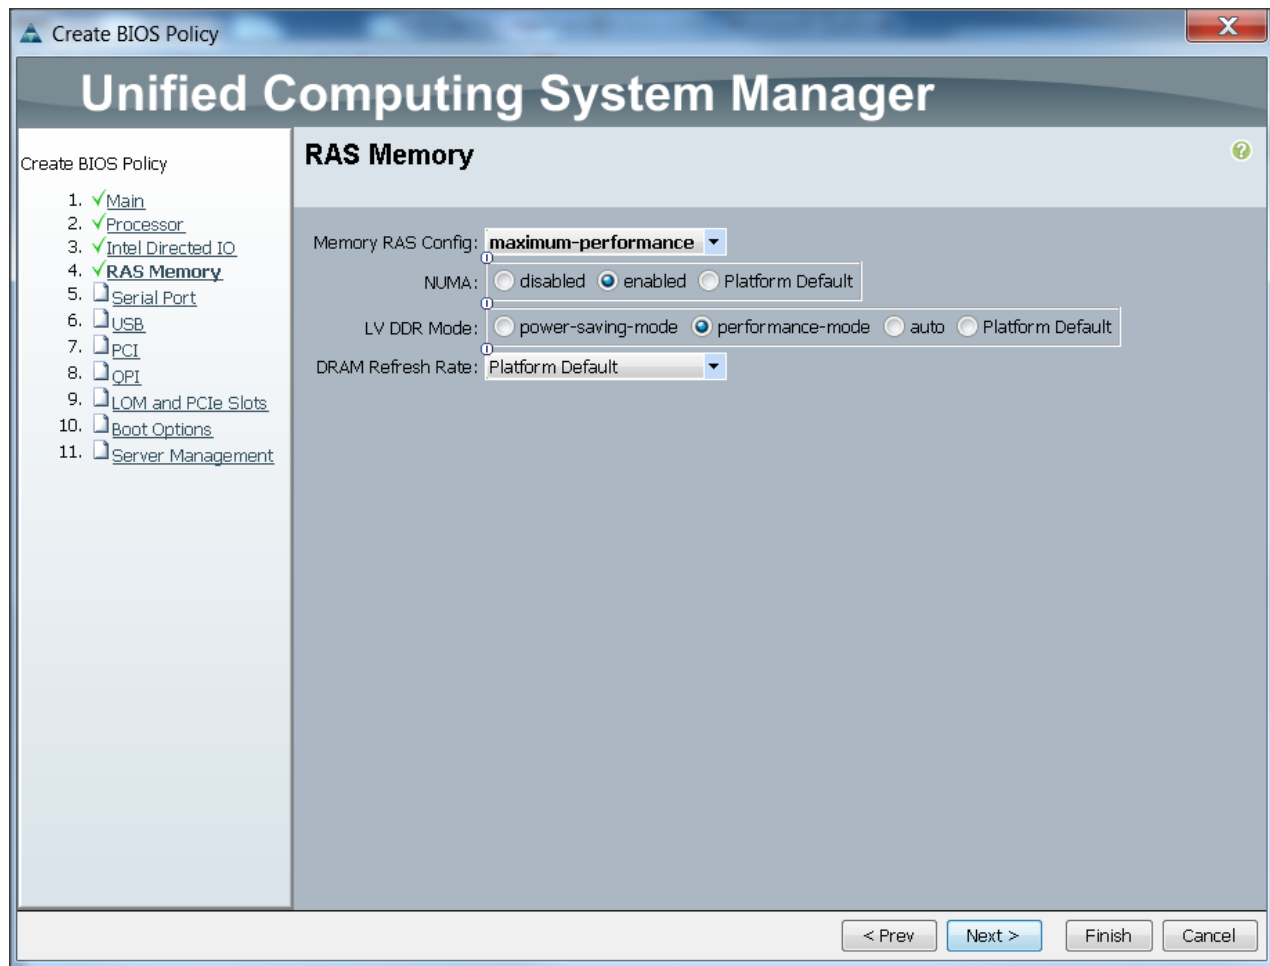 Create BIOS Policy
X
Unified Computing System Manager
Create BIOS Policy
1. Main
2. Processor
3. Intel Directed IO
4. RAS Memory
5. Serial Port
6. USB
7. PCI
8. QPI
9. LOM and PCIe Slots
10. Boot Options
11. Server Management
RAS Memory
?
Memory RAS Config: maximum-performance
NUMA: disabled enabled Platform Default
LV DDR Mode: power-saving-mode performance-mode auto Platform Default
DRAM Refresh Rate: Platform Default
< Prev Next > Finish Cancel